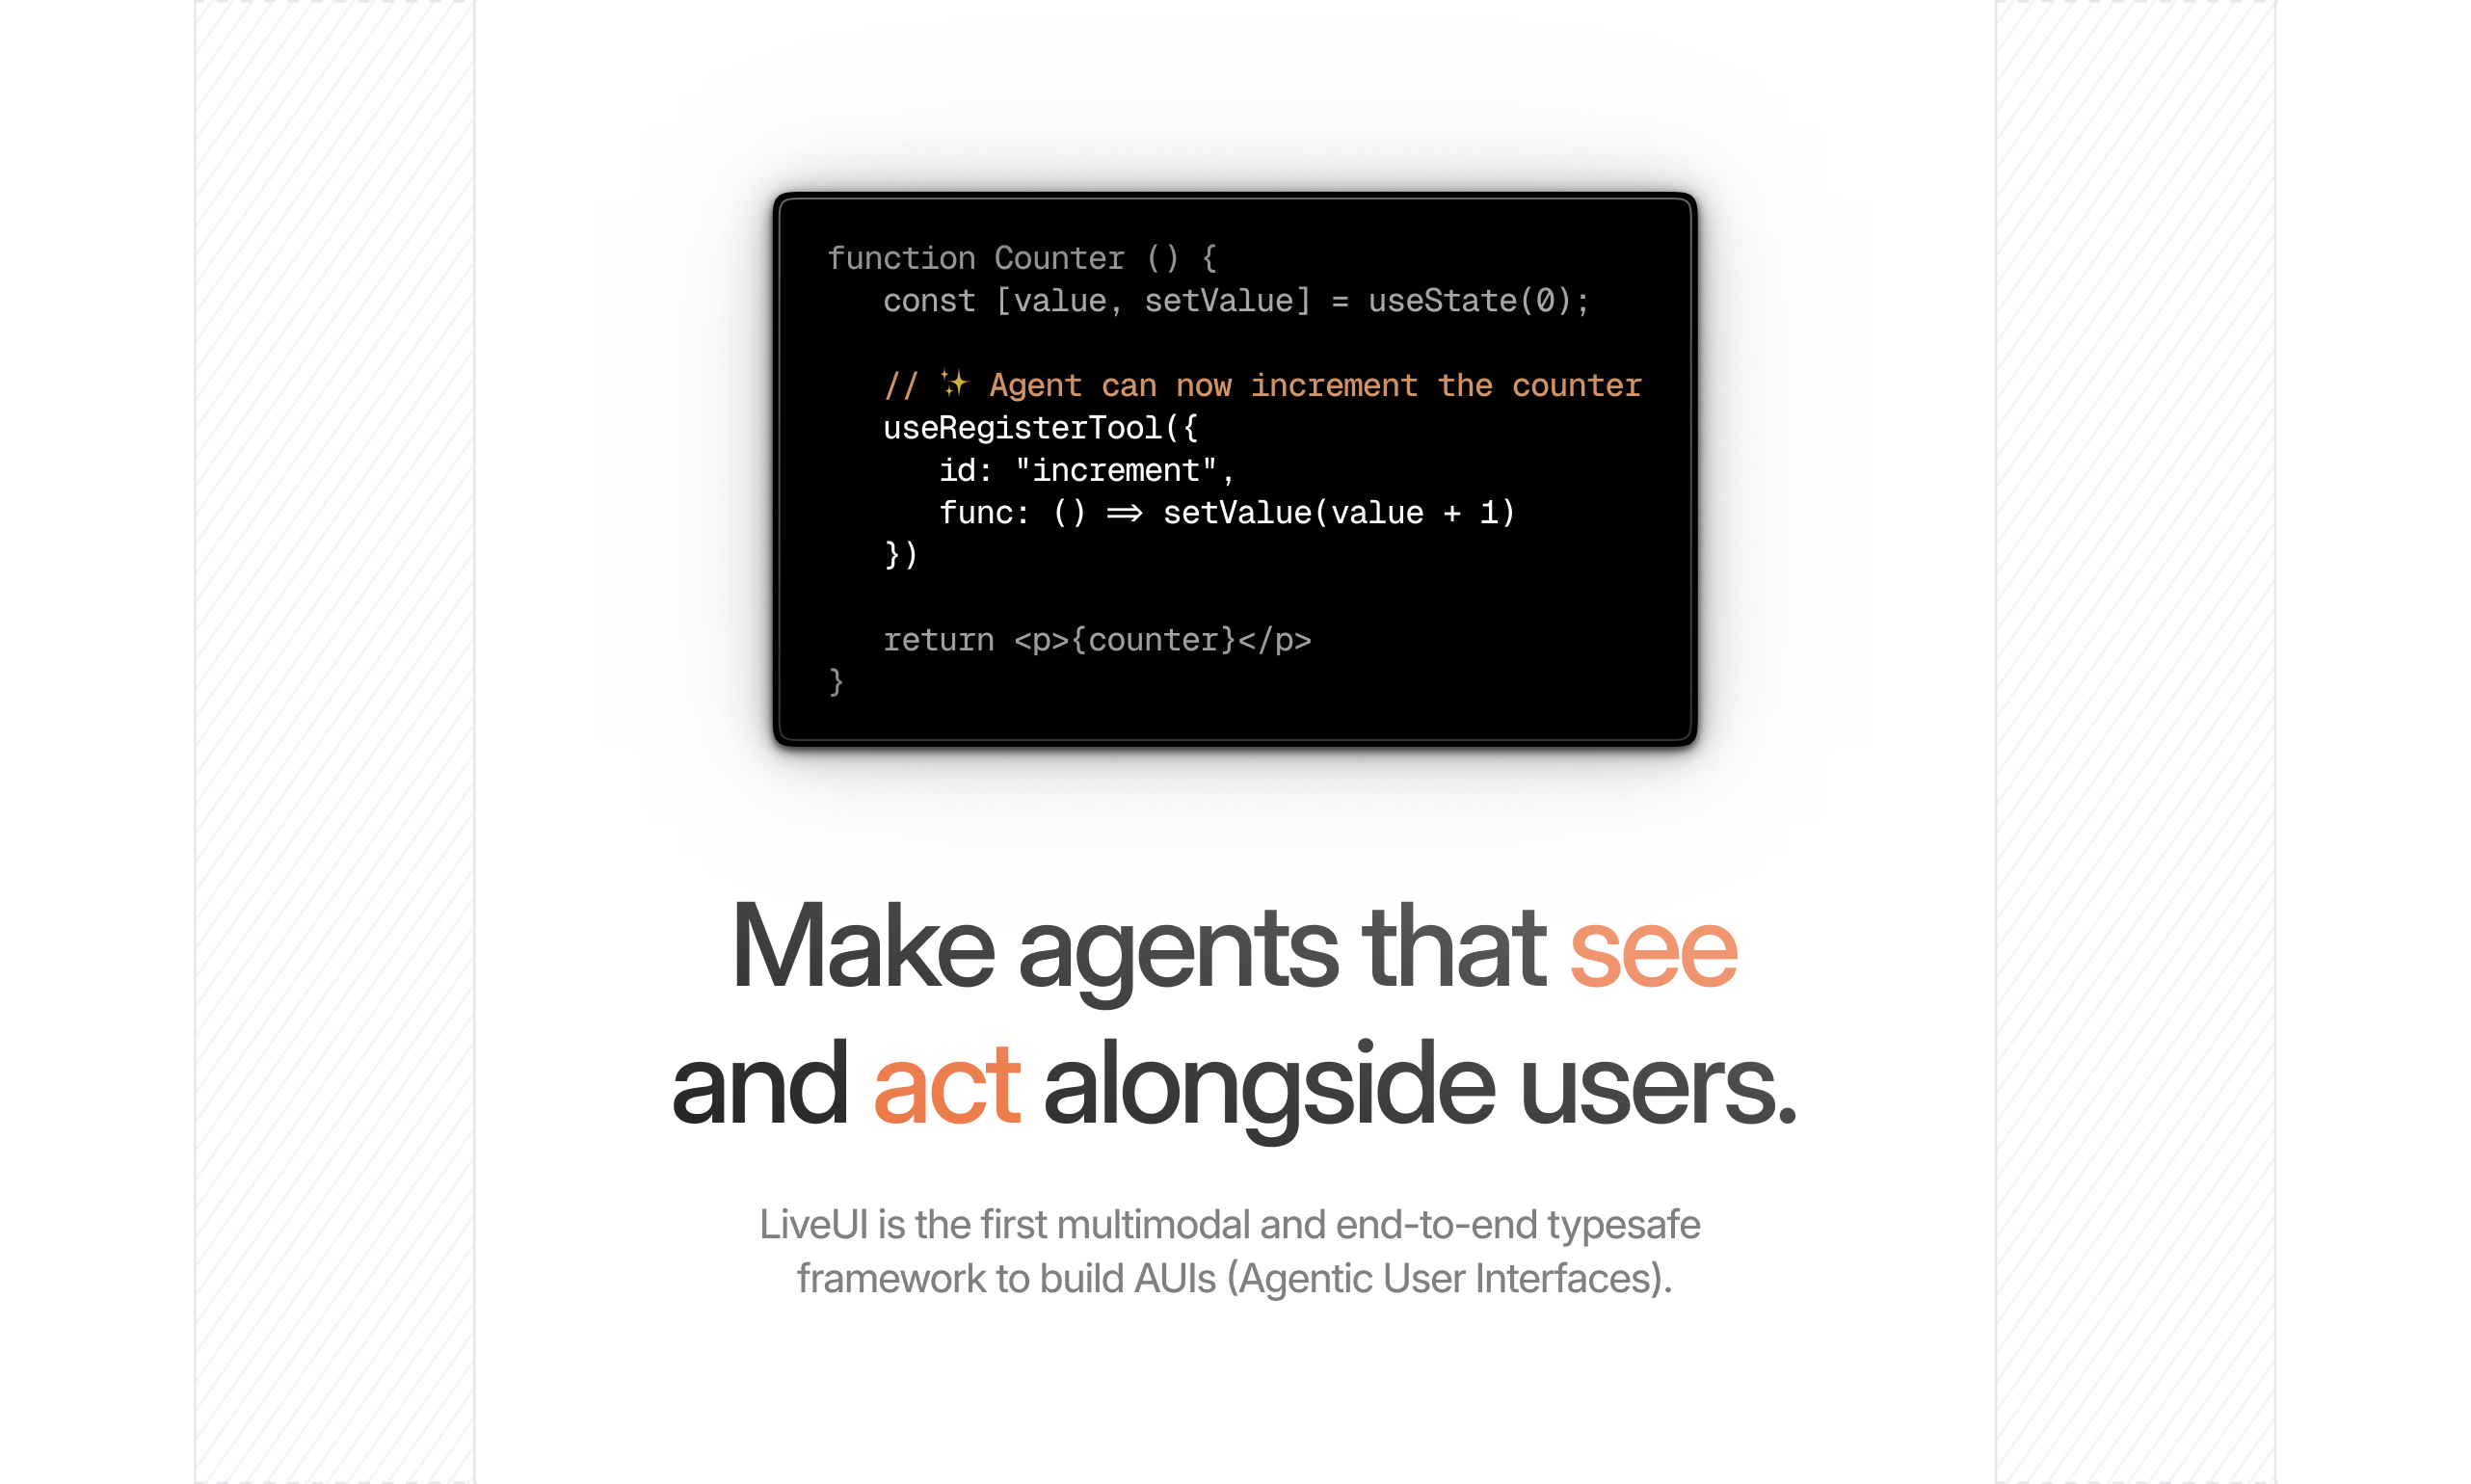 function Counter () {
const [value, setValue] = useState(0);
// ✨ Agent can now increment the counter
useRegisterTool({
id: "increment",
func: () => setValue(value + 1)
})
return <p>{counter}</p>
}
Make agents that see
and act alongside users.
LiveUI is the first multimodal and end-to-end typesafe
framework to build AUIs (Agentic User Interfaces).